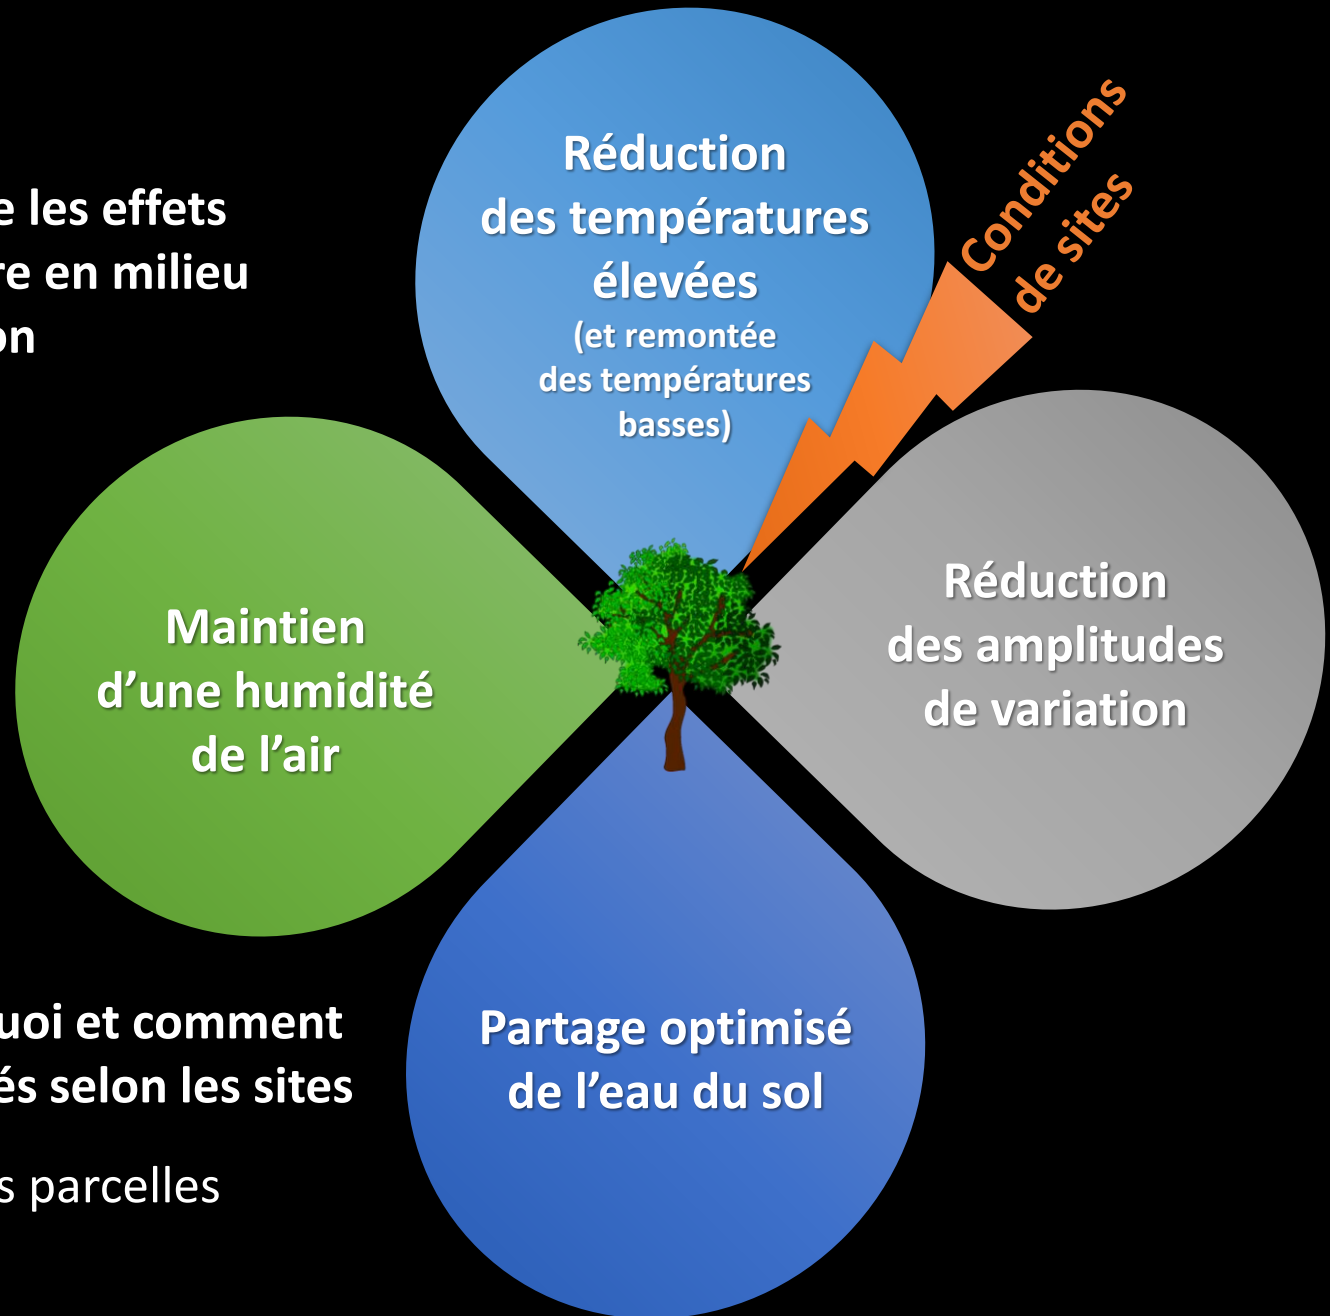 Réduction
des températures
élevées
(et remontée
des températures
basses)
Conditions
de sites
e les effets
re en milieu
on
Maintien
d’une humidité
de l’air
Réduction
des amplitudes
de variation
Partage optimisé
de l’eau du sol
uoi et comment
és selon les sites
s parcelles